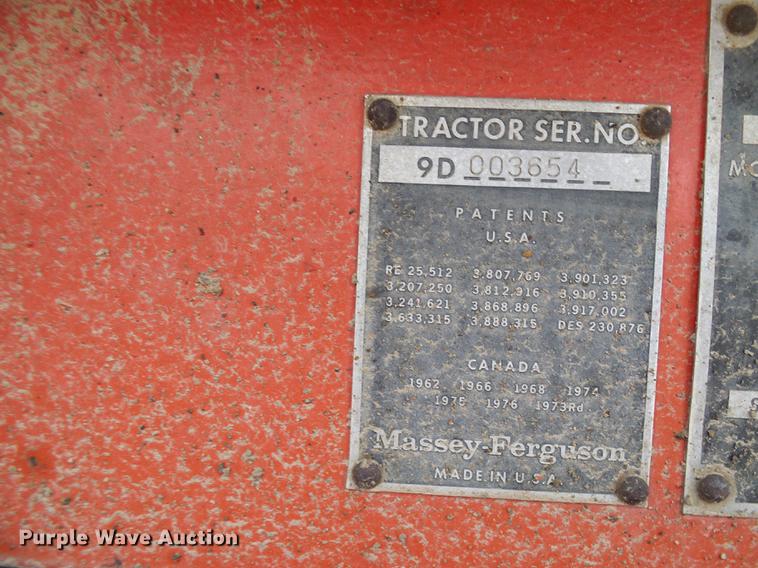 TRACTOR SER.NO.
9D 003654
PATENTS
U.S.A.
RE 25,512 3,807,769 3,901,323
3,207,250 3,812,916 3,910,355
3,241,621 3,868,896 3,917,002
3,633,315 3,888,315 DES 230,876
CANADA
1962 1966 1968 1974
1975 1976 1973Rd
Massey-Ferguson
MADE IN U.S.A.
MO
S
Purple Wave Auction